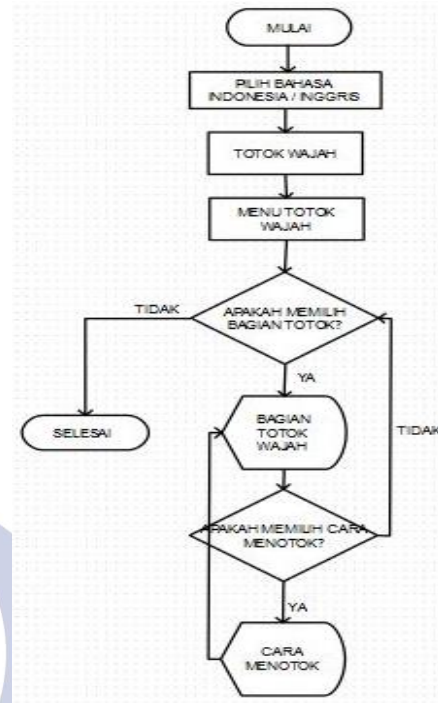 MULAI
PILIH BAHASA
INDONESIA / INGGRIS
TOTOK WAJAH
MENU TOTOK
WAJAH
TIDAK
APAKAH MEMILIH
BAGIAN TOTOK?
YA
SELESAI
BAGIAN
TOTOK
WAJAH
TIDAK
APAKAH MEMILIH CARA
MENOTOK?
YA
CARA
MENOTOK